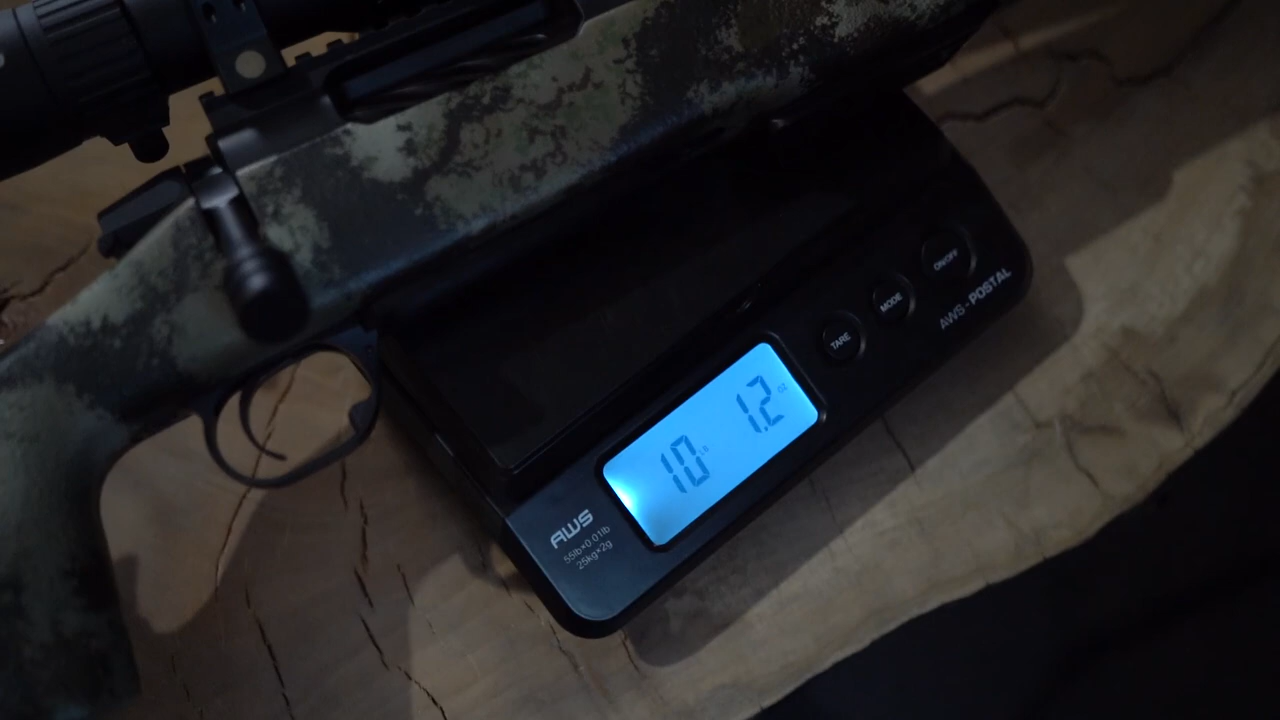 ON/OFF
MODE
TARE
AWS-POSTAL
10 LB 1.2 OZ
AWS
55lb×0.01lb
25kg×2g